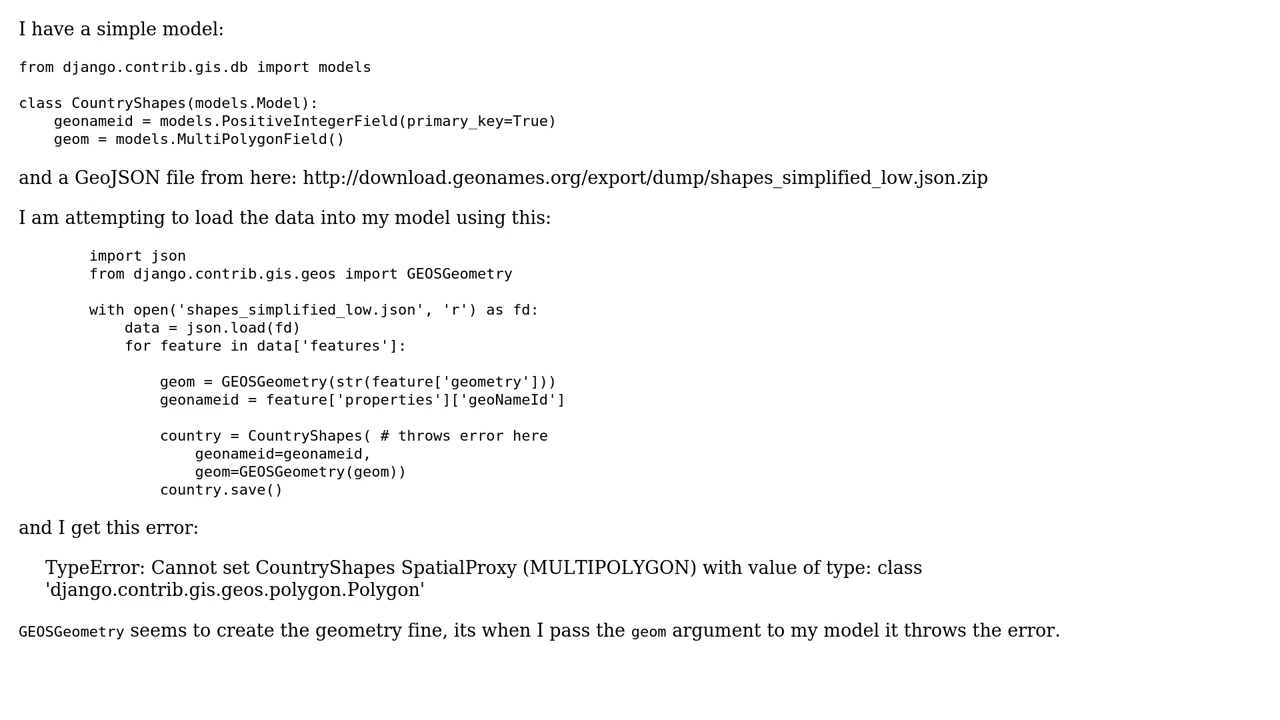 I have a simple model:
from django.contrib.gis.db import models
class CountryShapes(models.Model):
    geonameid = models.PositiveIntegerField(primary_key=True)
    geom = models.MultiPolygonField()
and a GeoJSON file from here: http://download.geonames.org/export/dump/shapes_simplified_low.json.zip
I am attempting to load the data into my model using this:
        import json
        from django.contrib.gis.geos import GEOSGeometry
        with open('shapes_simplified_low.json', 'r') as fd:
            data = json.load(fd)
            for feature in data['features']:
                geom = GEOSGeometry(str(feature['geometry']))
                geonameid = feature['properties']['geoNameId']
                country = CountryShapes( # throws error here
                    geonameid=geonameid,
                    geom=GEOSGeometry(geom))
                country.save()
and I get this error:
TypeError: Cannot set CountryShapes SpatialProxy (MULTIPOLYGON) with value of type: class
'django.contrib.gis.geos.polygon.Polygon'
GEOSGeometry seems to create the geometry fine, its when I pass the geom argument to my model it throws the error.